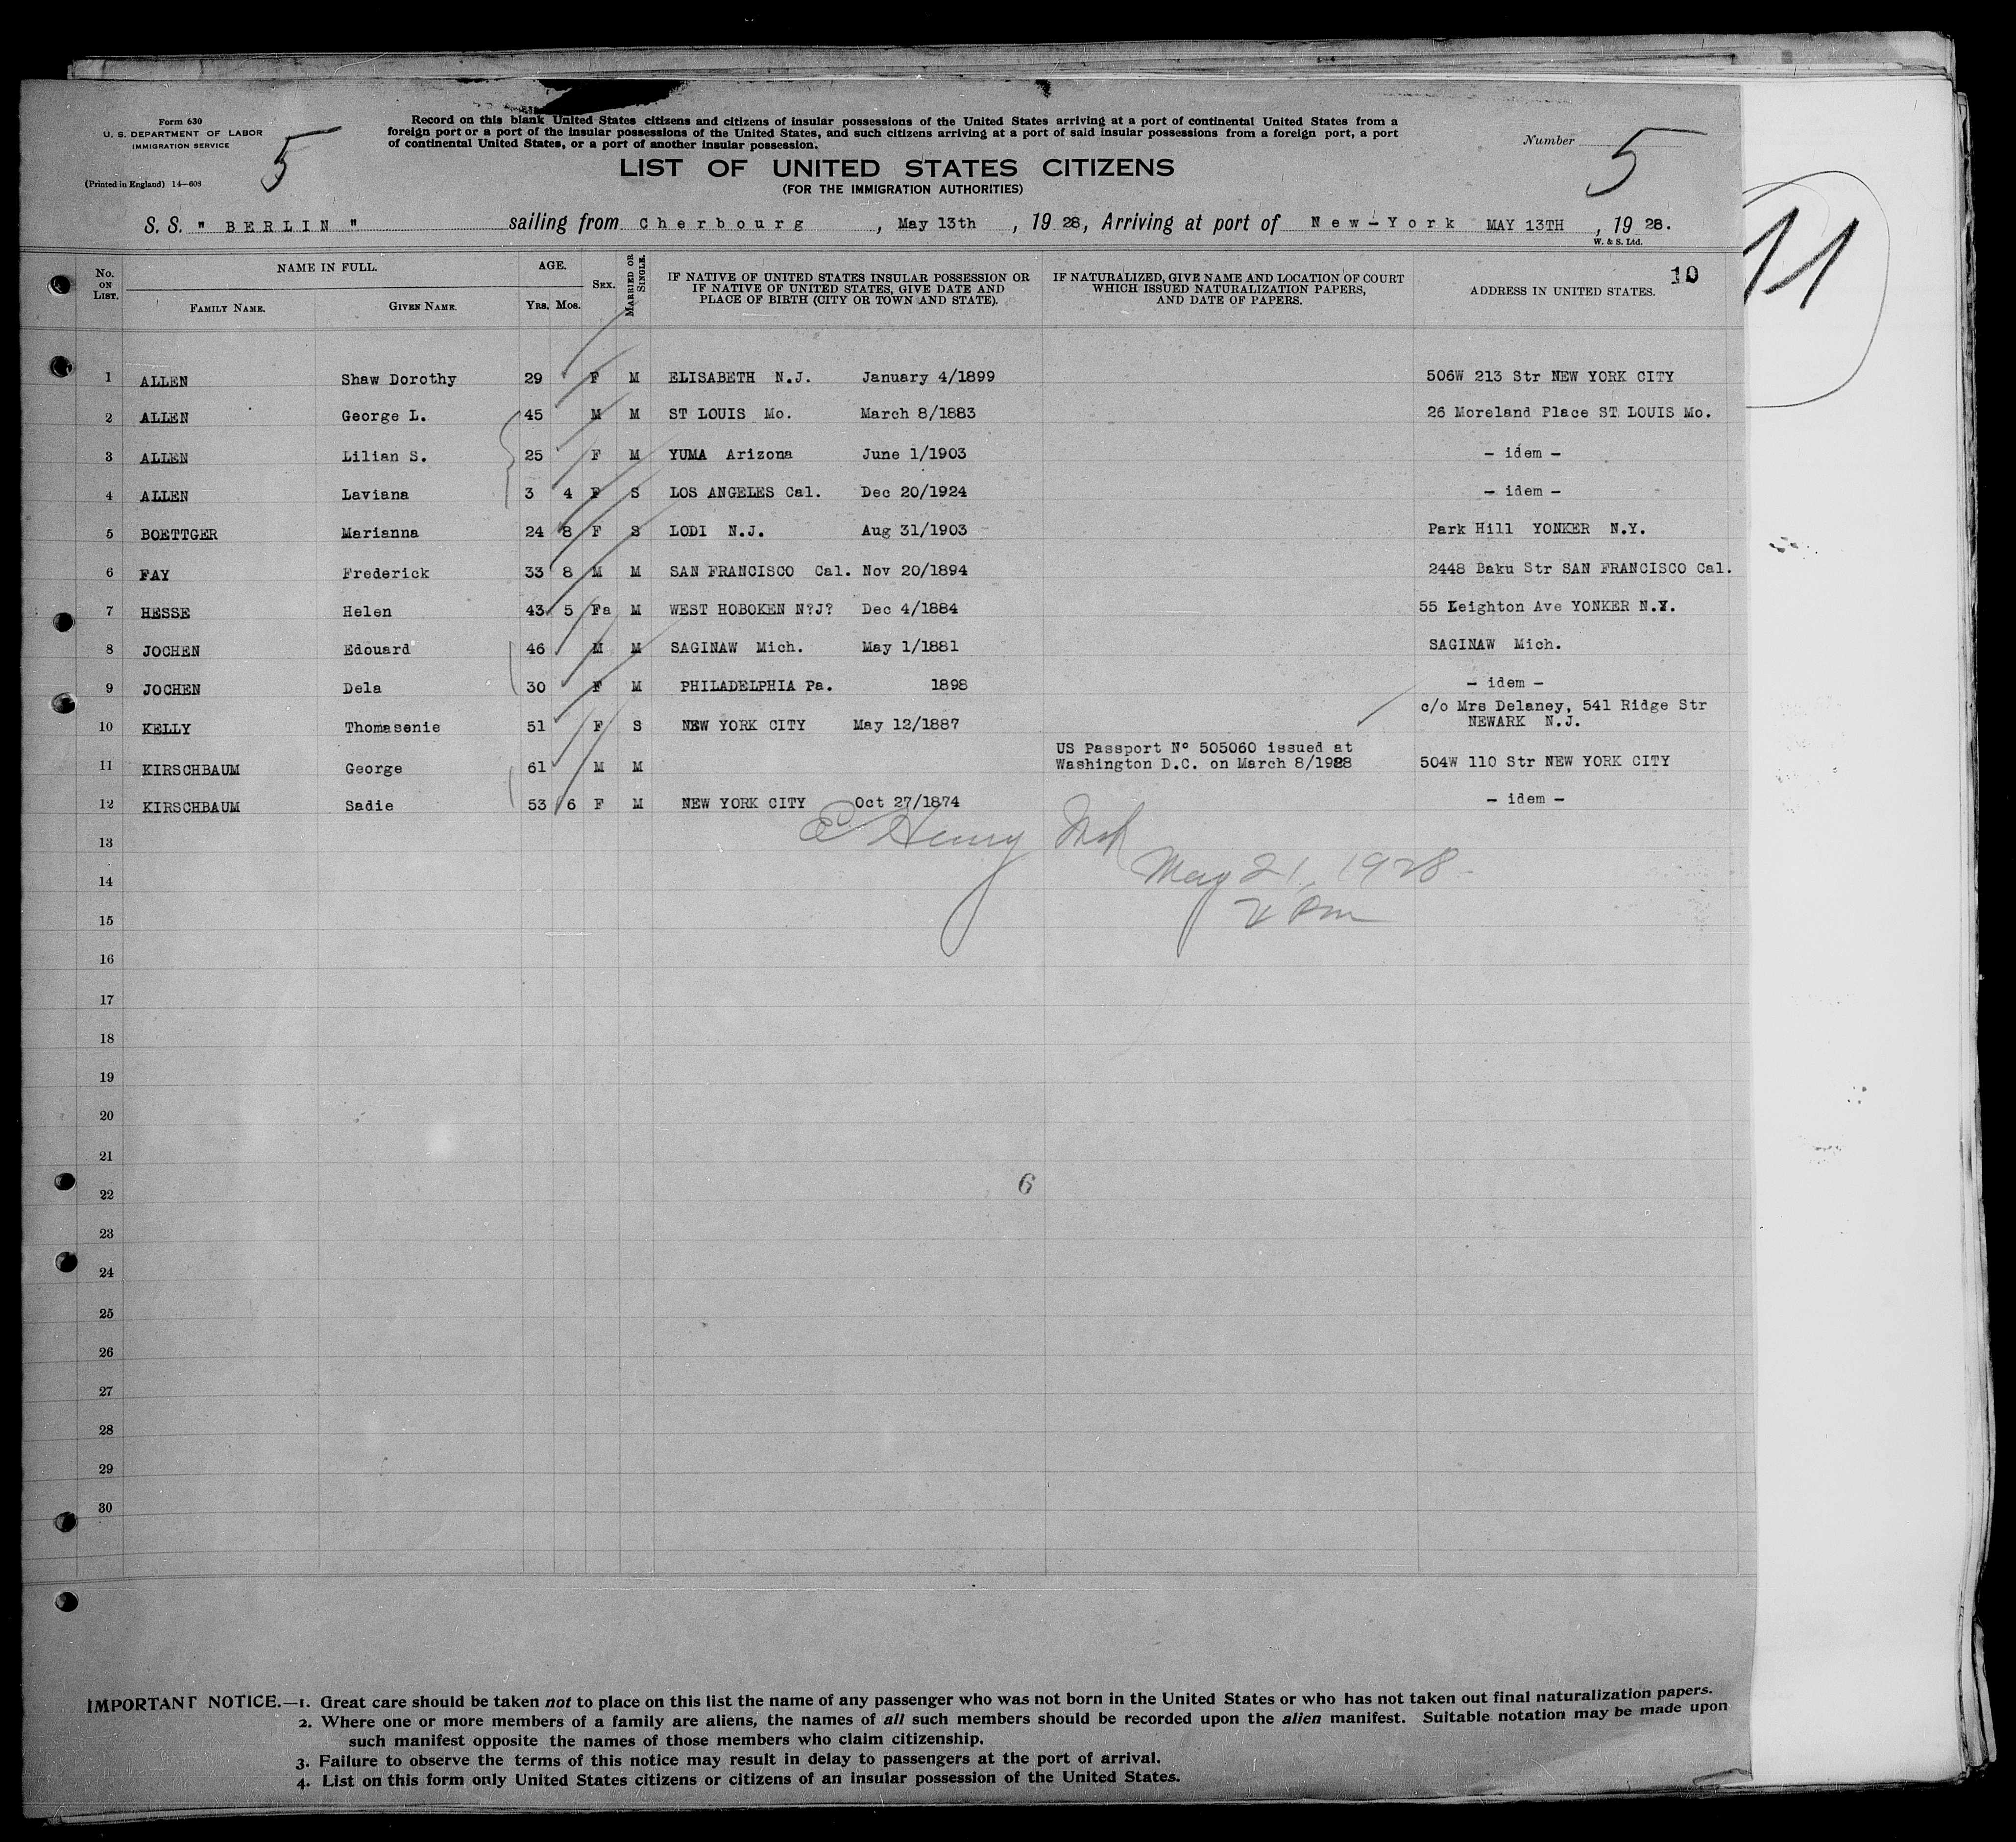 Form 630
U. S. DEPARTMENT OF LABOR
IMMIGRATION SERVICE
(Printed in England) 14—608
5
Record on this blank United States citizens and citizens of insular possessions of the United States arriving at a port of continental United States from a
foreign port or a port of the insular possessions of the United States, and such citizens arriving at a port of said insular possessions from a foreign port, a port
of continental United States, or a port of another insular possession.
LIST OF UNITED STATES CITIZENS
(FOR THE IMMIGRATION AUTHORITIES)
Number 5
S. S. " BERLIN " sailing from Cherbourg, May 13th, 19 28, Arriving at port of New-York MAY 13TH, 19 28.
W. & S. Ltd.
11
10
No. ON LIST. NAME IN FULL. FAMILY NAME. GIVEN NAME. AGE. Yrs. Mos. SEX. MARRIED OR SINGLE. IF NATIVE OF UNITED STATES INSULAR POSSESSION OR IF NATIVE OF UNITED STATES, GIVE DATE AND PLACE OF BIRTH (CITY OR TOWN AND STATE). IF NATURALIZED, GIVE NAME AND LOCATION OF COURT WHICH ISSUED NATURALIZATION PAPERS, AND DATE OF PAPERS. ADDRESS IN UNITED STATES.
1 ALLEN Shaw Dorothy 29 F M ELISABETH N.J. January 4/1899 506W 213 Str NEW YORK CITY
2 ALLEN George L. 45 M M ST LOUIS Mo. March 8/1883 26 Moreland Place ST LOUIS Mo.
3 ALLEN Lilian S. 25 F M YUMA Arizona June 1/1903 - idem -
4 ALLEN Laviana 3 4 F S LOS ANGELES Cal. Dec 20/1924 - idem -
5 BOETTGER Marianna 24 8 F S LODI N.J. Aug 31/1903 Park Hill YONKER N.Y.
6 FAY Frederick 33 8 M M SAN FRANCISCO Cal. Nov 20/1894 2448 Baku Str SAN FRANCISCO Cal.
7 HESSE Helen 43 5 Fa M WEST HOBOKEN N?J? Dec 4/1884 55 Leighton Ave YONKER N.Y.
8 JOCHEN Edouard 46 M M SAGINAW Mich. May 1/1881 SAGINAW Mich.
9 JOCHEN Dela 30 F M PHILADELPHIA Pa. 1898 - idem -
10 KELLY Thomasenie 51 F S NEW YORK CITY May 12/1887 c/o Mrs Delaney, 541 Ridge Str NEWARK N.J.
11 KIRSCHBAUM George 61 M M US Passport Nº 505060 issued at Washington D.C. on March 8/1928 504W 110 Str NEW YORK CITY
12 KIRSCHBAUM Sadie 53 6 F M NEW YORK CITY Oct 27/1874 - idem -
13
Henry
14
May 21, 1928
15
2 Pm
16
17
18
19
20
21
22
6
23
24
25
26
27
28
29
30
IMPORTANT NOTICE.—1. Great care should be taken not to place on this list the name of any passenger who was not born in the United States or who has not taken out final naturalization papers.
2. Where one or more members of a family are aliens, the names of all such members should be recorded upon the alien manifest. Suitable notation may be made upon
such manifest opposite the names of those members who claim citizenship.
3. Failure to observe the terms of this notice may result in delay to passengers at the port of arrival.
4. List on this form only United States citizens or citizens of an insular possession of the United States.